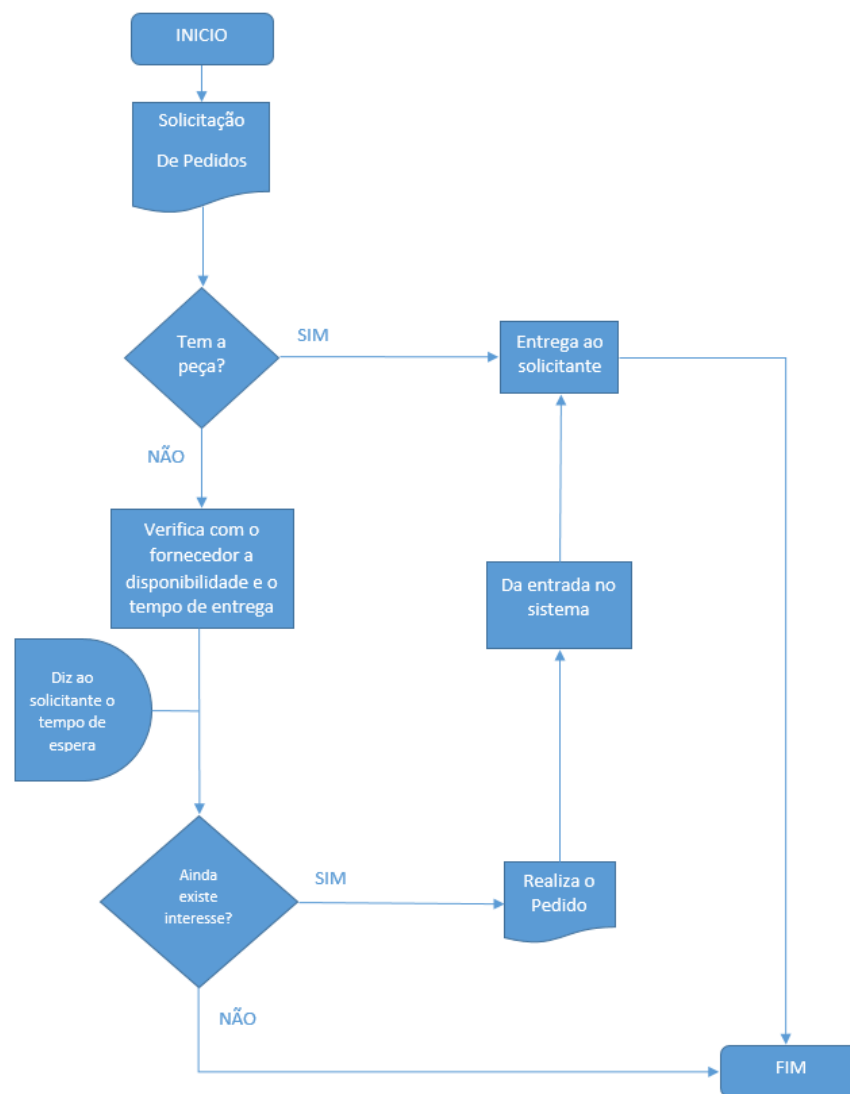 INICIO
Solicitação
De Pedidos
Tem a
peça?
SIM
Entrega ao
solicitante
NÃO
Verifica com o
fornecedor a
disponibilidade e o
tempo de entrega
Da entrada no
sistema
Diz ao
solicitante o
tempo de
espera
Ainda
existe
interesse?
SIM
Realiza o
Pedido
NÃO
FIM